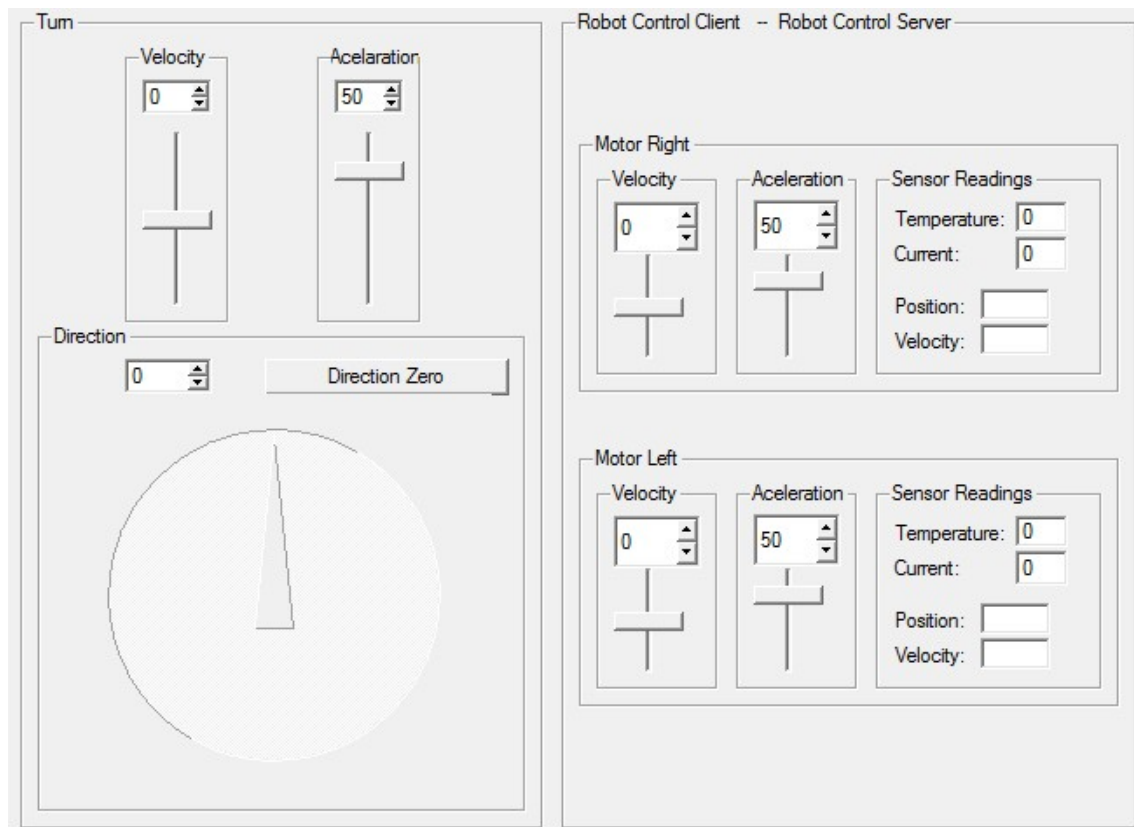 Turn
Velocity
0
Acelaration
50
Direction
0
Direction Zero
Robot Control Client -- Robot Control Server
Motor Right
Velocity
0
Aceleration
50
Sensor Readings
Temperature: 0
Current: 0
Position:
Velocity:
Motor Left
Velocity
0
Aceleration
50
Sensor Readings
Temperature: 0
Current: 0
Position:
Velocity: